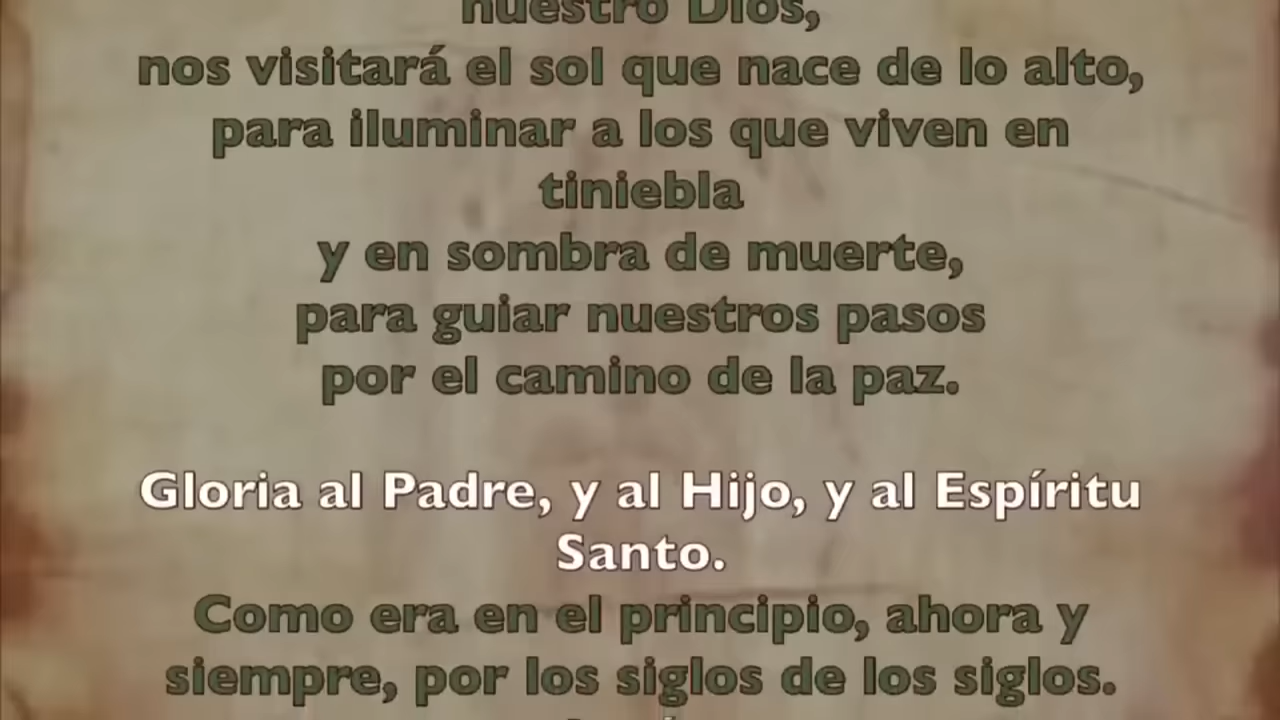 nuestro Dios,
nos visitará el sol que nace de lo alto,
para iluminar a los que viven en
tiniebla
y en sombra de muerte,
para guiar nuestros pasos
por el camino de la paz.
Gloria al Padre, y al Hijo, y al Espíritu
Santo.
Como era en el principio, ahora y
siempre, por los siglos de los siglos.